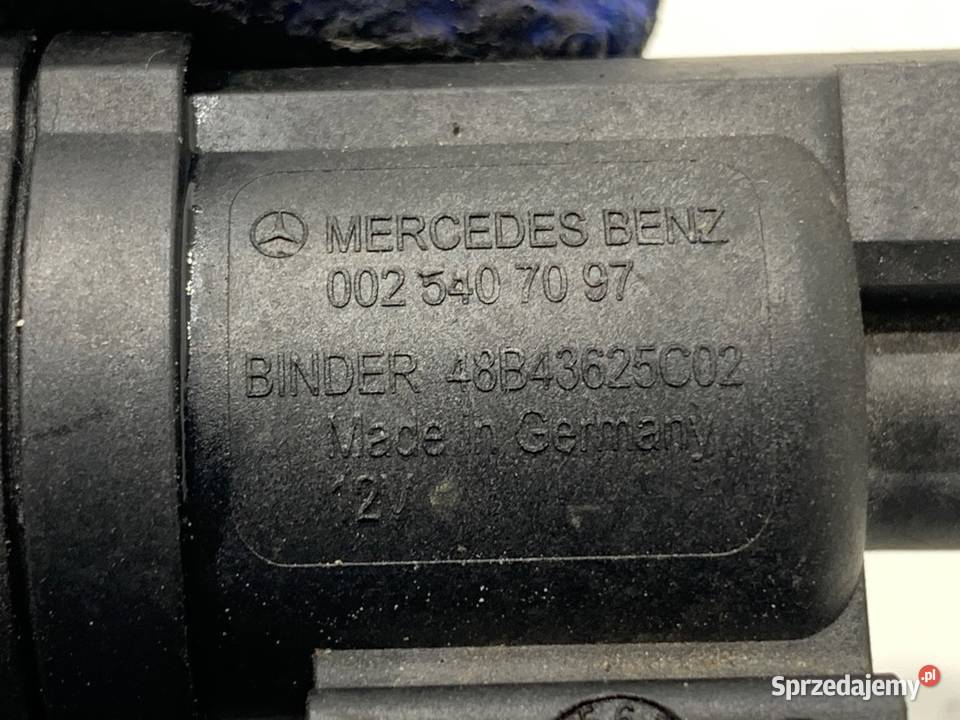 MERCEDES BENZ
002 540 70 97
BINDER 48B43625C02
Made in Germany
12V
Sprzedajemy.pl